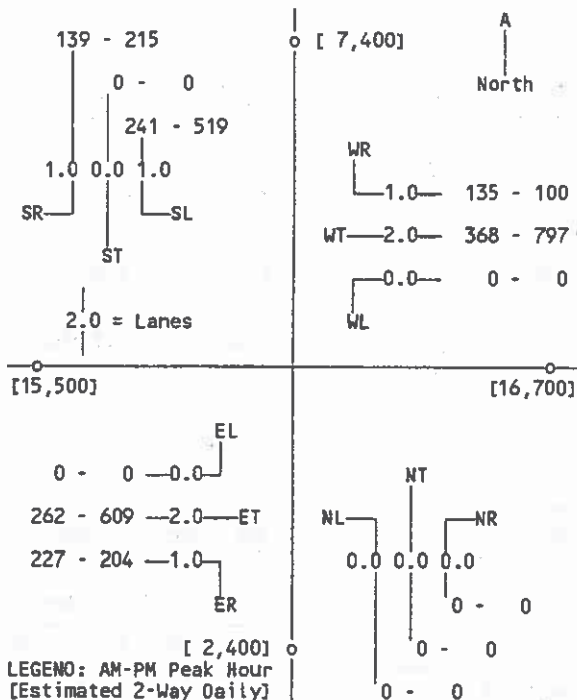 139 - 215
[ 7,400]
A
North
0 - 0
241 - 519
1.0 0.0 1.0
SR
SL
ST
2.0 = Lanes
WR
1.0 135 - 100
WT 2.0 368 - 797
0.0 0 - 0
WL
[15,500]
[16,700]
EL
0 - 0 0.0
262 - 609 2.0 ET
227 - 204 1.0
ER
NT
NL
NR
0.0 0.0 0.0
0 - 0
0 - 0
0 - 0
[ 2,400]
LEGENO: AM-PM Peak Hour
[Estimated 2-Way Oaily]